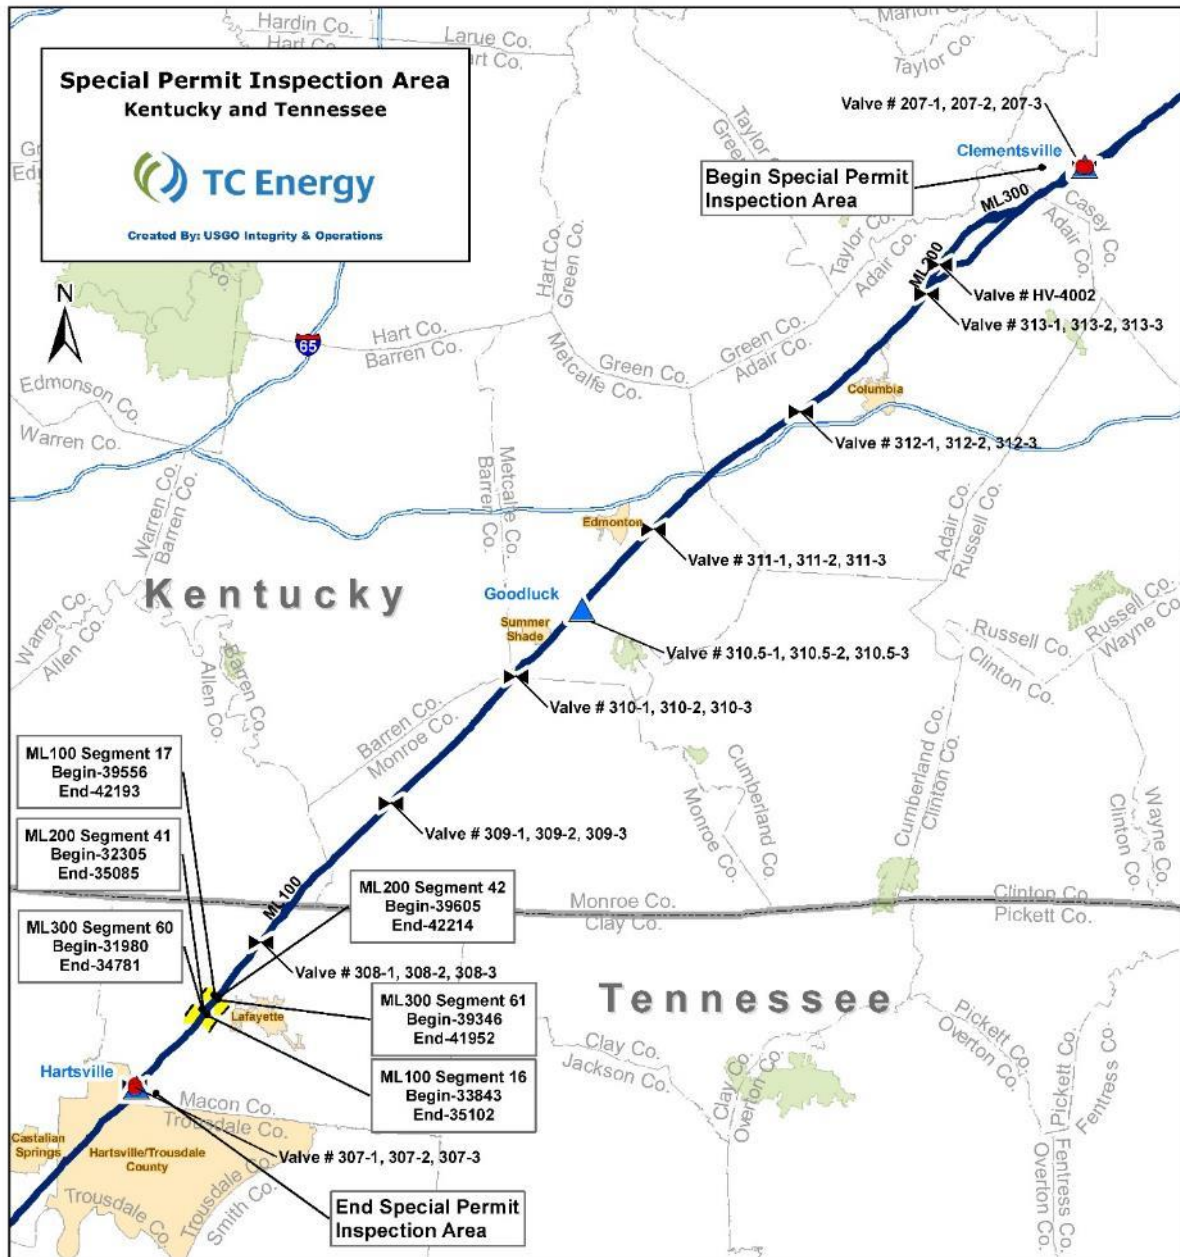 Special Permit Inspection Area
Kentucky and Tennessee
TC Energy
Created By: USGO Integrity & Operations
Hardin Co.
Hart Co.
Larue Co.
Hart Co.
Marion Co.
Taylor Co.
Valve # 207-1, 207-2, 207-3
Clementsville
Begin Special Permit
Inspection Area
Taylor Co.
Green Co.
ML300
Casey Co.
Adair Co.
Taylor Co.
Adair Co.
ML200
Valve # HV-4002
Valve # 313-1, 313-2, 313-3
N
65
Hart Co.
Green Co.
Hart Co.
Barren Co.
Green Co.
Metcalfe Co.
Green Co.
Adair Co.
Edmonson Co.
Warren Co.
Columbia
Valve # 312-1, 312-2, 312-3
Metcalfe Co.
Barren Co.
Warren Co.
Barren Co.
Edmonton
Valve # 311-1, 311-2, 311-3
Adair Co.
Russell Co.
Kentucky
Goodluck
Summer
Shade
Valve # 310.5-1, 310.5-2, 310.5-3
Russell Co.
Clinton Co.
Russell Co.
Wayne Co.
Warren Co.
Allen Co.
Barren Co.
Allen Co.
Valve # 310-1, 310-2, 310-3
Barren Co.
Monroe Co.
Cumberland Co.
Monroe Co.
Cumberland Co.
Clinton Co.
Wayne Co.
Clinton Co.
Valve # 309-1, 309-2, 309-3
ML100 Segment 17
Begin-39556
End-42193
ML200 Segment 41
Begin-32305
End-35085
ML300 Segment 60
Begin-31980
End-34781
ML100
ML200 Segment 42
Begin-39605
End-42214
Monroe Co.
Clay Co.
Clinton Co.
Pickett Co.
Valve # 308-1, 308-2, 308-3
Lafayette
ML300 Segment 61
Begin-39346
End-41952
ML100 Segment 16
Begin-33843
End-35102
Tennessee
Clay Co.
Jackson Co.
Clay Co.
Overton Co.
Pickett Co.
Overton Co.
Pickett Co.
Fentress Co.
Fentress Co.
Overton Co.
Hartsville
Macon Co.
Trousdale Co.
Castalian
Springs
Hartsville/Trousdale
County
Valve # 307-1, 307-2, 307-3
Trousdale Co.
Trousdale Co.
Smith Co.
End Special Permit
Inspection Area